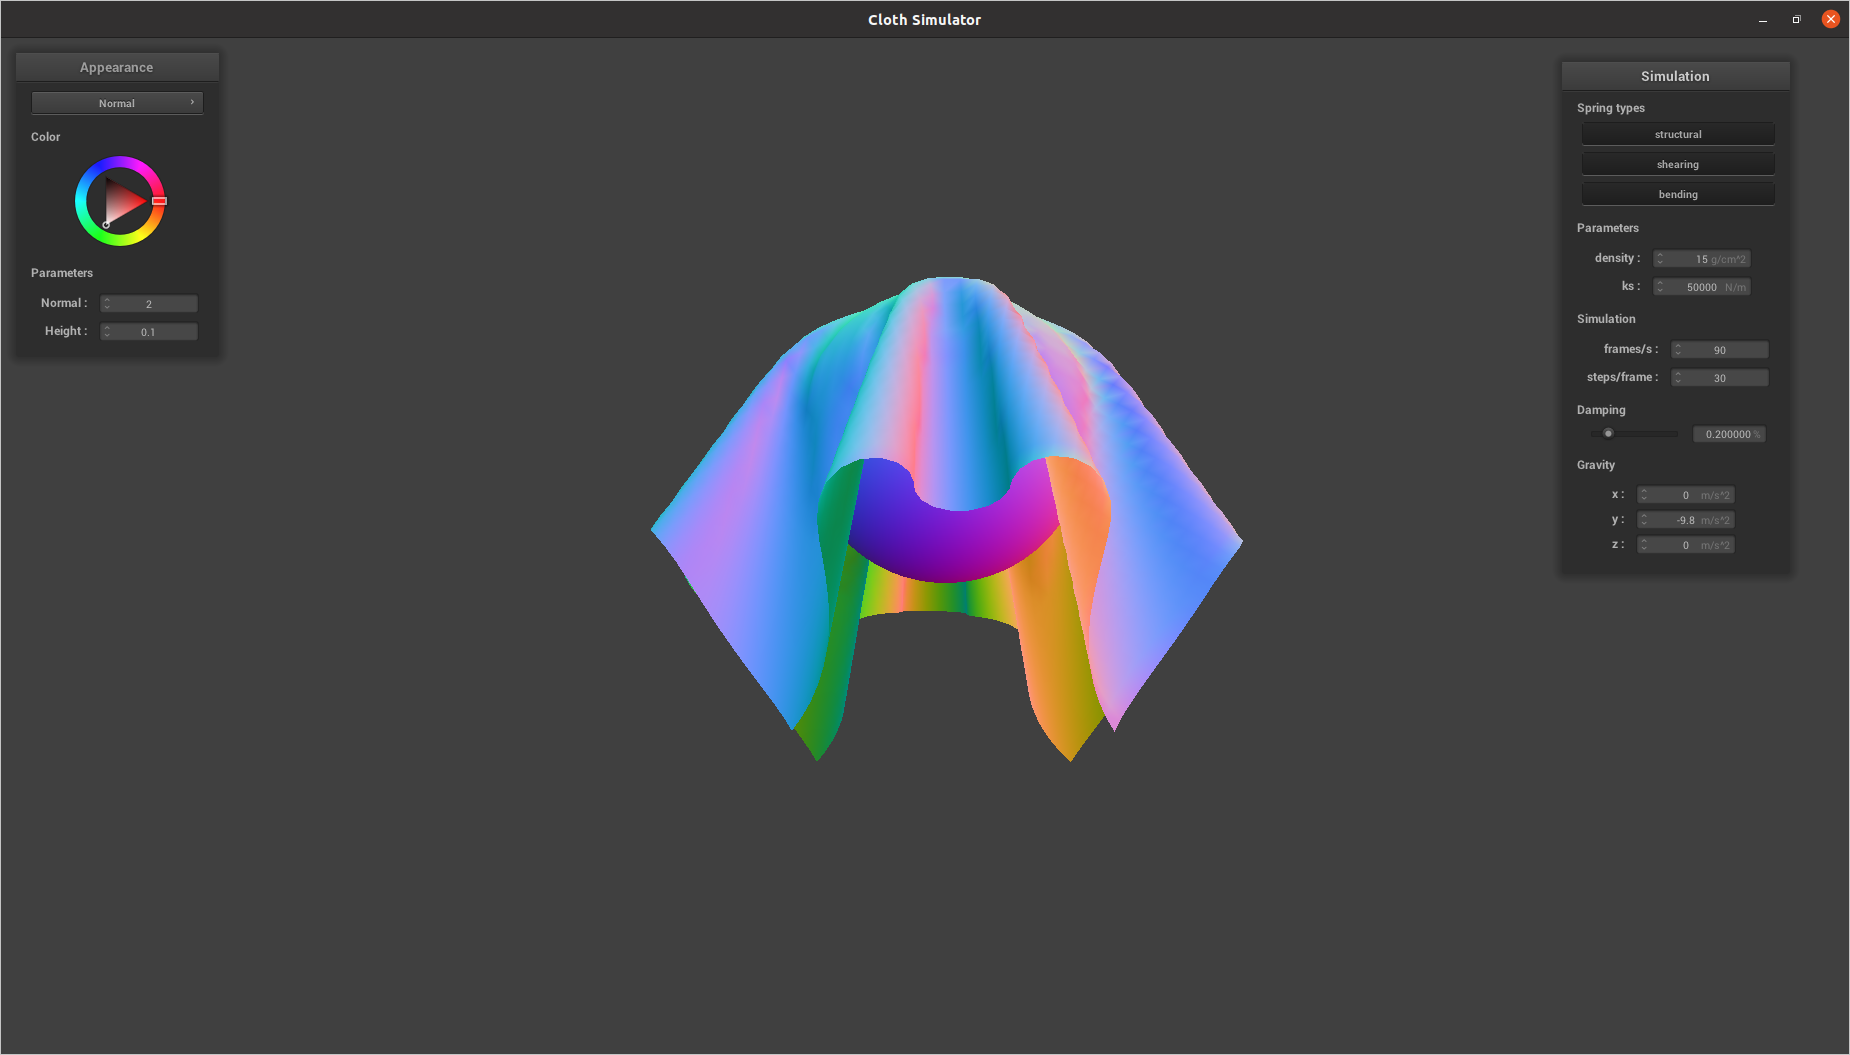 Cloth Simulator
Appearance
Normal
Color
Parameters
Normal : 2
Height : 0.1
Simulation
Spring types
structural
shearing
bending
Parameters
density : 15 g/cm^2
ks : 50000 N/m
Simulation
frames/s : 90
steps/frame : 30
Damping
0.200000 %
Gravity
x : 0 m/s^2
y : -9.8 m/s^2
z : 0 m/s^2